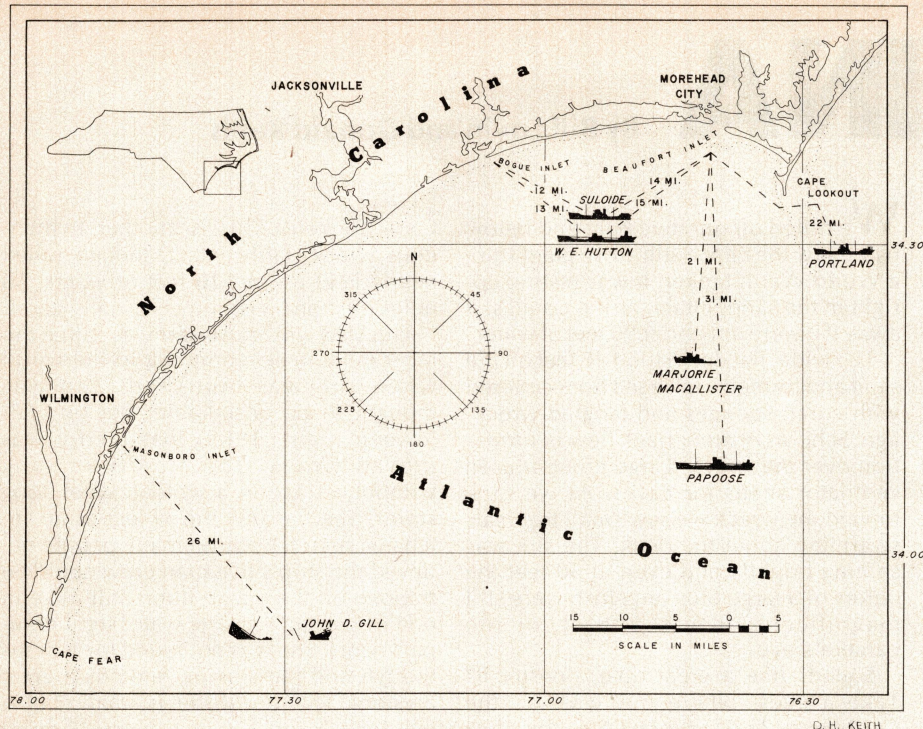 North Carolina
JACKSONVILLE
MOREHEAD
CITY
BOGUE INLET
BEAUFORT INLET
CAPE
LOOKOUT
12 MI.
14 MI.
SULOIDE
13 MI.
15 MI.
22 MI.
W. E. HUTTON
34.30
PORTLAND
21 MI.
N
315
45
31 MI.
270
90
MARJORIE
MACALLISTER
225
135
WILMINGTON
180
MASONBORO INLET
PAPOOSE
Atlantic Ocean
26 MI.
34.00
JOHN D. GILL
15 10 5 0 5
SCALE IN MILES
CAPE FEAR
78.00
77.30
77.00
76.30
D. H. KEITH